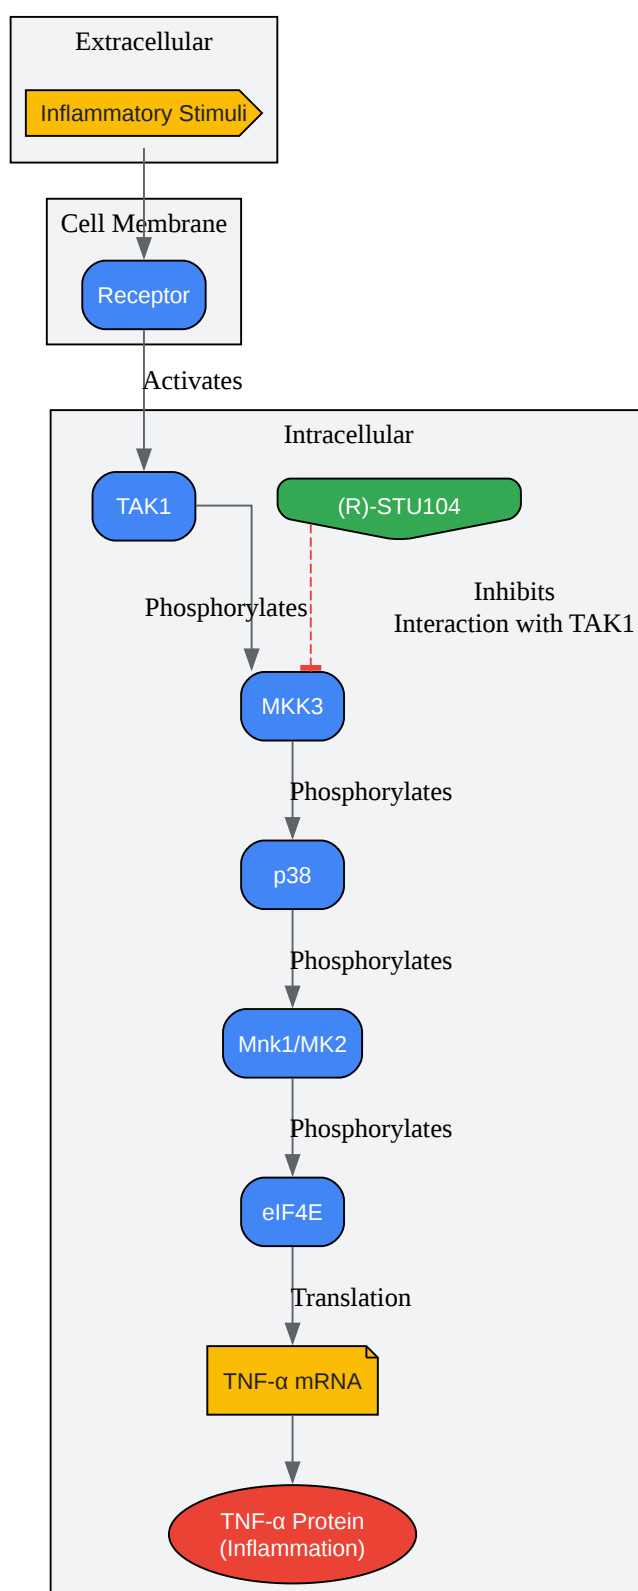 Extracellular
Inflammatory Stimuli
Cell Membrane
Receptor
Activates
Intracellular
TAK1
(R)-STU104
Inhibits
Interaction with TAK1
Phosphorylates
MKK3
Phosphorylates
p38
Phosphorylates
Mnk1/MK2
Phosphorylates
eIF4E
Translation
TNF-α mRNA
TNF-α Protein
(Inflammation)